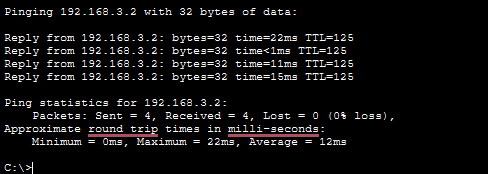 Pinging 192.168.3.2 with 32 bytes of data:
Reply from 192.168.3.2: bytes=32 time=22ms TTL=125
Reply from 192.168.3.2: bytes=32 time<1ms TTL=125
Reply from 192.168.3.2: bytes=32 time=11ms TTL=125
Reply from 192.168.3.2: bytes=32 time=15ms TTL=125
Ping statistics for 192.168.3.2:
Packets: Sent = 4, Received = 4, Lost = 0 (0% loss),
Approximate round trip times in milli-seconds:
Minimum = 0ms, Maximum = 22ms, Average = 12ms
C:\>